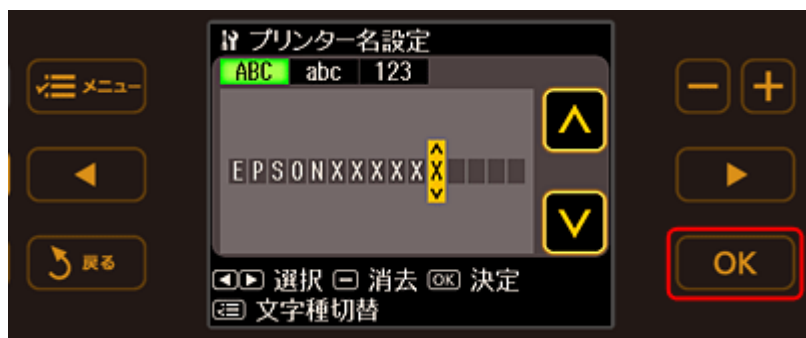 プリンター名設定
ABC abc 123
メニュー
EPSONXXXXXX
戻る
OK
選択 消去 OK 決定
文字種切替